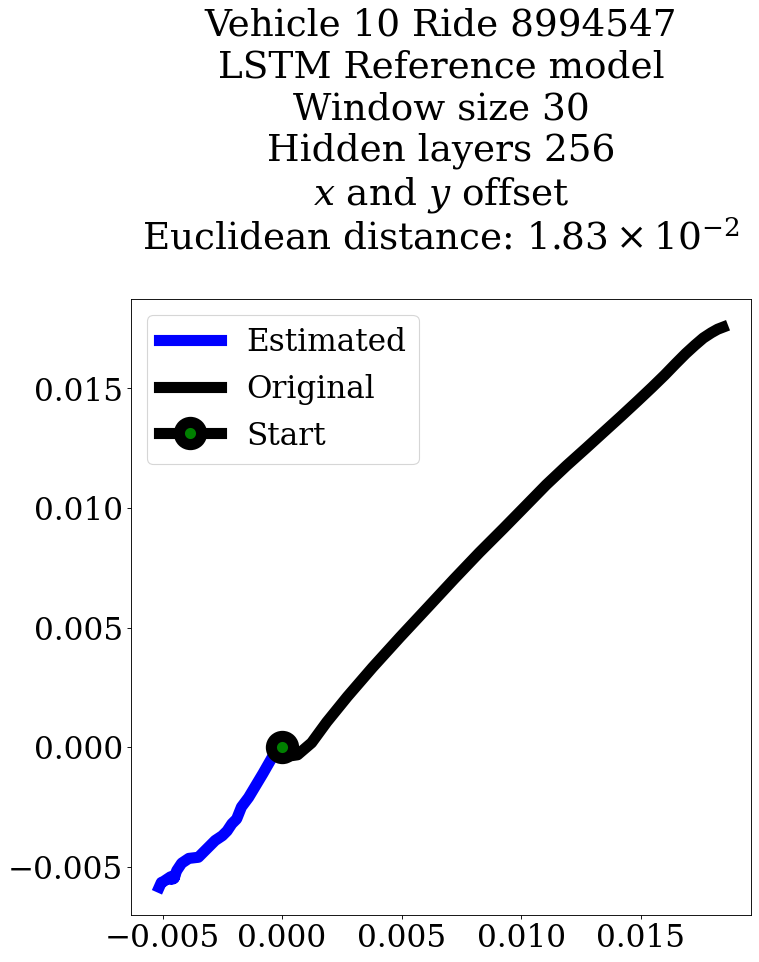 Vehicle 10 Ride 8994547
LSTM Reference model
Window size 30
Hidden layers 256
x and y offset
Euclidean distance: 1.83 × 10⁻²
Estimated
Original
Start
0.015
0.010
0.005
0.000
−0.005
−0.005 0.000 0.005 0.010 0.015